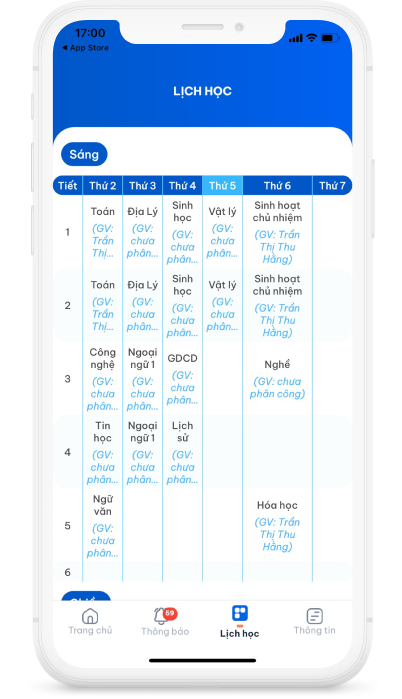 17:00
◀ App Store
LỊCH HỌC
Sáng
Tiết Thứ 2 Thứ 3 Thứ 4 Thứ 5 Thứ 6 Thứ 7
1
Toán
(GV:
Trần
Thị...
Địa Lý
(GV:
chưa
phân...
Sinh
học
(GV:
chưa
phân...
Vật lý
(GV:
chưa
phân...
Sinh hoạt
chủ nhiệm
(GV: Trần
Thị Thu
Hằng)
2
Toán
(GV:
Trần
Thị...
Địa Lý
(GV:
chưa
phân...
Sinh
học
(GV:
chưa
phân...
Vật lý
(GV:
chưa
phân...
Sinh hoạt
chủ nhiệm
(GV: Trần
Thị Thu
Hằng)
3
Công
nghệ
(GV:
chưa
phân...
Ngoại
ngữ 1
(GV:
chưa
phân...
GDCD
(GV:
chưa
phân...
Nghề
(GV: chưa
phân công)
4
Tin
học
(GV:
chưa
phân...
Ngoại
ngữ 1
(GV:
chưa
phân...
Lịch
sử
(GV:
chưa
phân...
5
Ngữ
văn
(GV:
chưa
phân...
Hóa học
(GV: Trần
Thị Thu
Hằng)
6
59
Trang chủ Thông báo Lịch học Thông tin